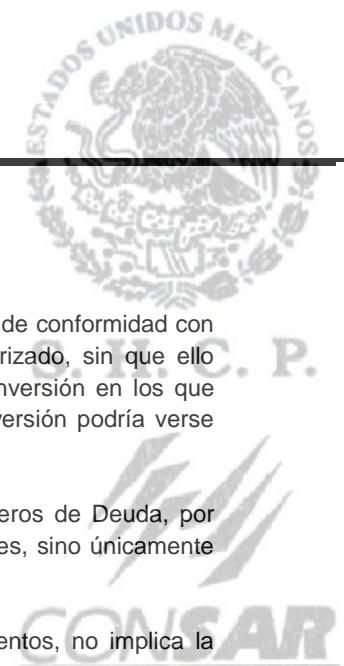 ESTADOS UNIDOS MEXICANOS
de conformidad con
rizado, sin que ello
S. H. C. P.
nversión en los que
versión podría verse
eros de Deuda, por
es, sino únicamente
entos, no implica la
CONSAR